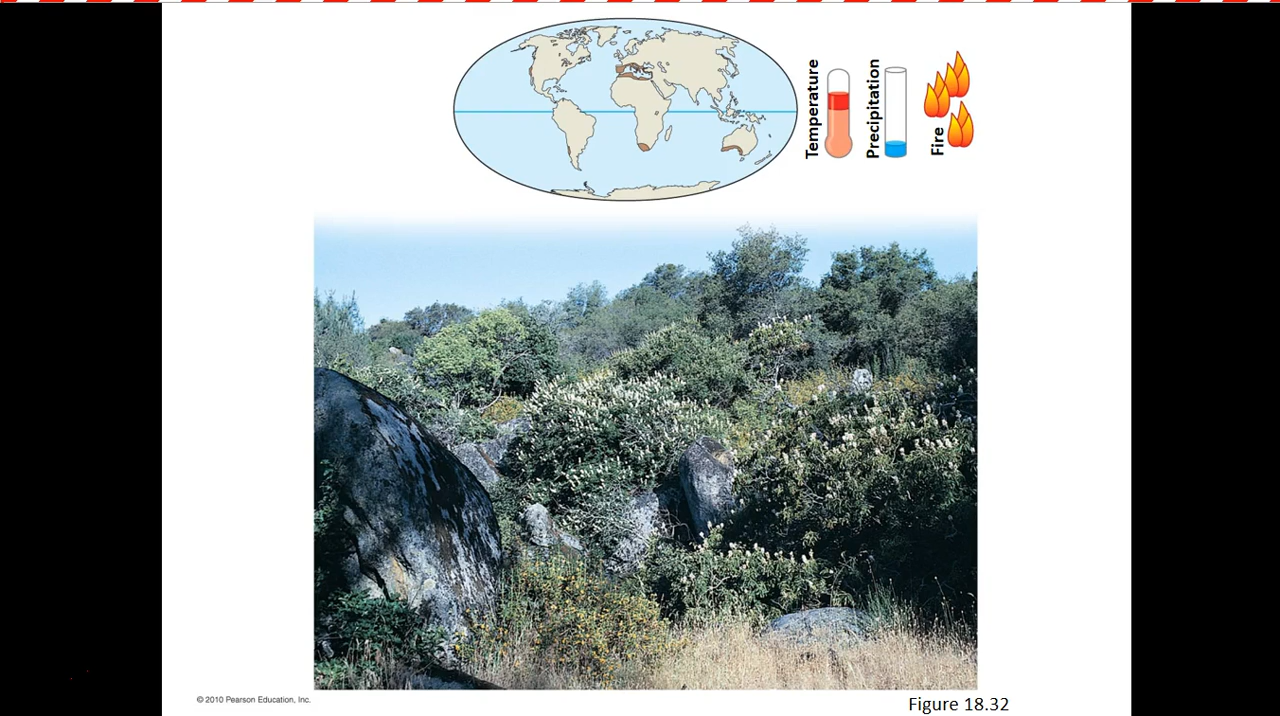 Temperature
Precipitation
Fire
© 2010 Pearson Education, Inc.
Figure 18.32